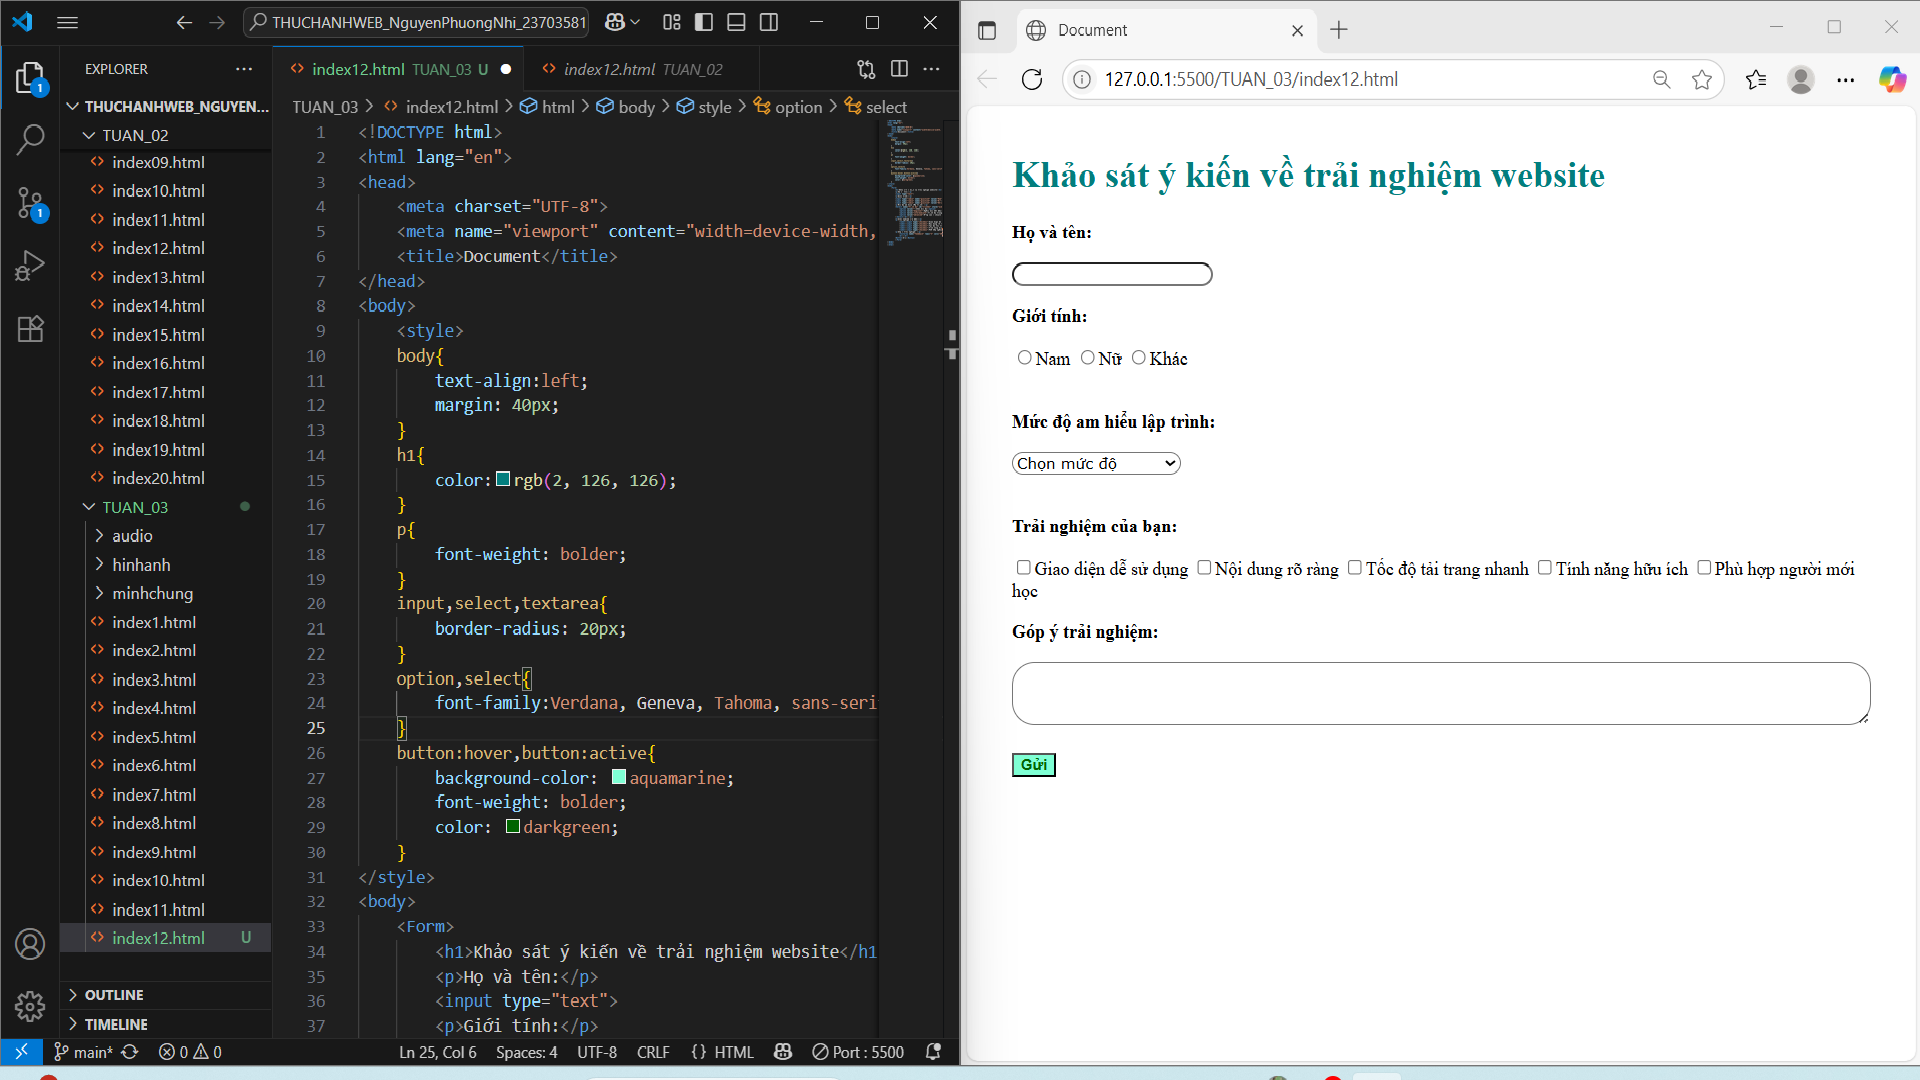 THUCHANHWEB_NguyenPhuongNhi_23703581
EXPLORER
THUCHANHWEB_NGUYEN...
TUAN_02
index09.html
index10.html
index11.html
index12.html
index13.html
index14.html
index15.html
index16.html
index17.html
index18.html
index19.html
index20.html
TUAN_03
audio
hinhanh
minhchung
index1.html
index2.html
index3.html
index4.html
index5.html
index6.html
index7.html
index8.html
index9.html
index10.html
index11.html
index12.html U
OUTLINE
TIMELINE
1
1
index12.html TUAN_03 U
index12.html TUAN_02
TUAN_03 > index12.html > html > body > style > option > select
1 <!DOCTYPE html>
2 <html lang="en">
3 <head>
4 <meta charset="UTF-8">
5 <meta name="viewport" content="width=device-width,
6 <title>Document</title>
7 </head>
8 <body>
9 <style>
10 body{
11 text-align:left;
12 margin: 40px;
13 }
14 h1{
15 color:rgb(2, 126, 126);
16 }
17 p{
18 font-weight: bolder;
19 }
20 input,select,textarea{
21 border-radius: 20px;
22 }
23 option,select{
24 font-family:Verdana, Geneva, Tahoma, sans-seri
25 }
26 button:hover,button:active{
27 background-color: aquamarine;
28 font-weight: bolder;
29 color: darkgreen;
30 }
31 </style>
32 <body>
33 <Form>
34 <h1>Khảo sát ý kiến về trải nghiệm website</h1
35 <p>Họ và tên:</p>
36 <input type="text">
37 <p>Giới tính:</p>
main* 0 0 Ln 25, Col 6 Spaces: 4 UTF-8 CRLF {} HTML Port : 5500
Document
127.0.0.1:5500/TUAN_03/index12.html
Khảo sát ý kiến về trải nghiệm website
Họ và tên:
Giới tính:
Nam Nữ Khác
Mức độ am hiểu lập trình:
Chọn mức độ
Trải nghiệm của bạn:
Giao diện dễ sử dụng Nội dung rõ ràng Tốc độ tải trang nhanh Tính năng hữu ích Phù hợp người mới
học
Góp ý trải nghiệm:
Gửi